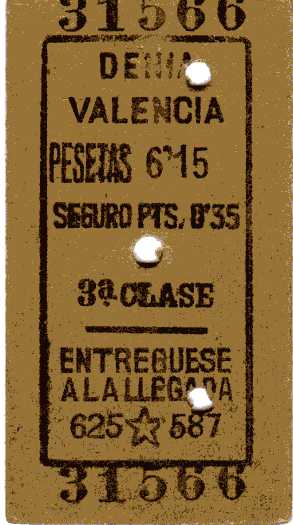 31566
DENIA
VALENCIA
PESETAS 6'15
SEGURO PTS. 0'35
3ª CLASE
ENTREGUESE
A LA LLEGADA
625 ☆ 587
31566